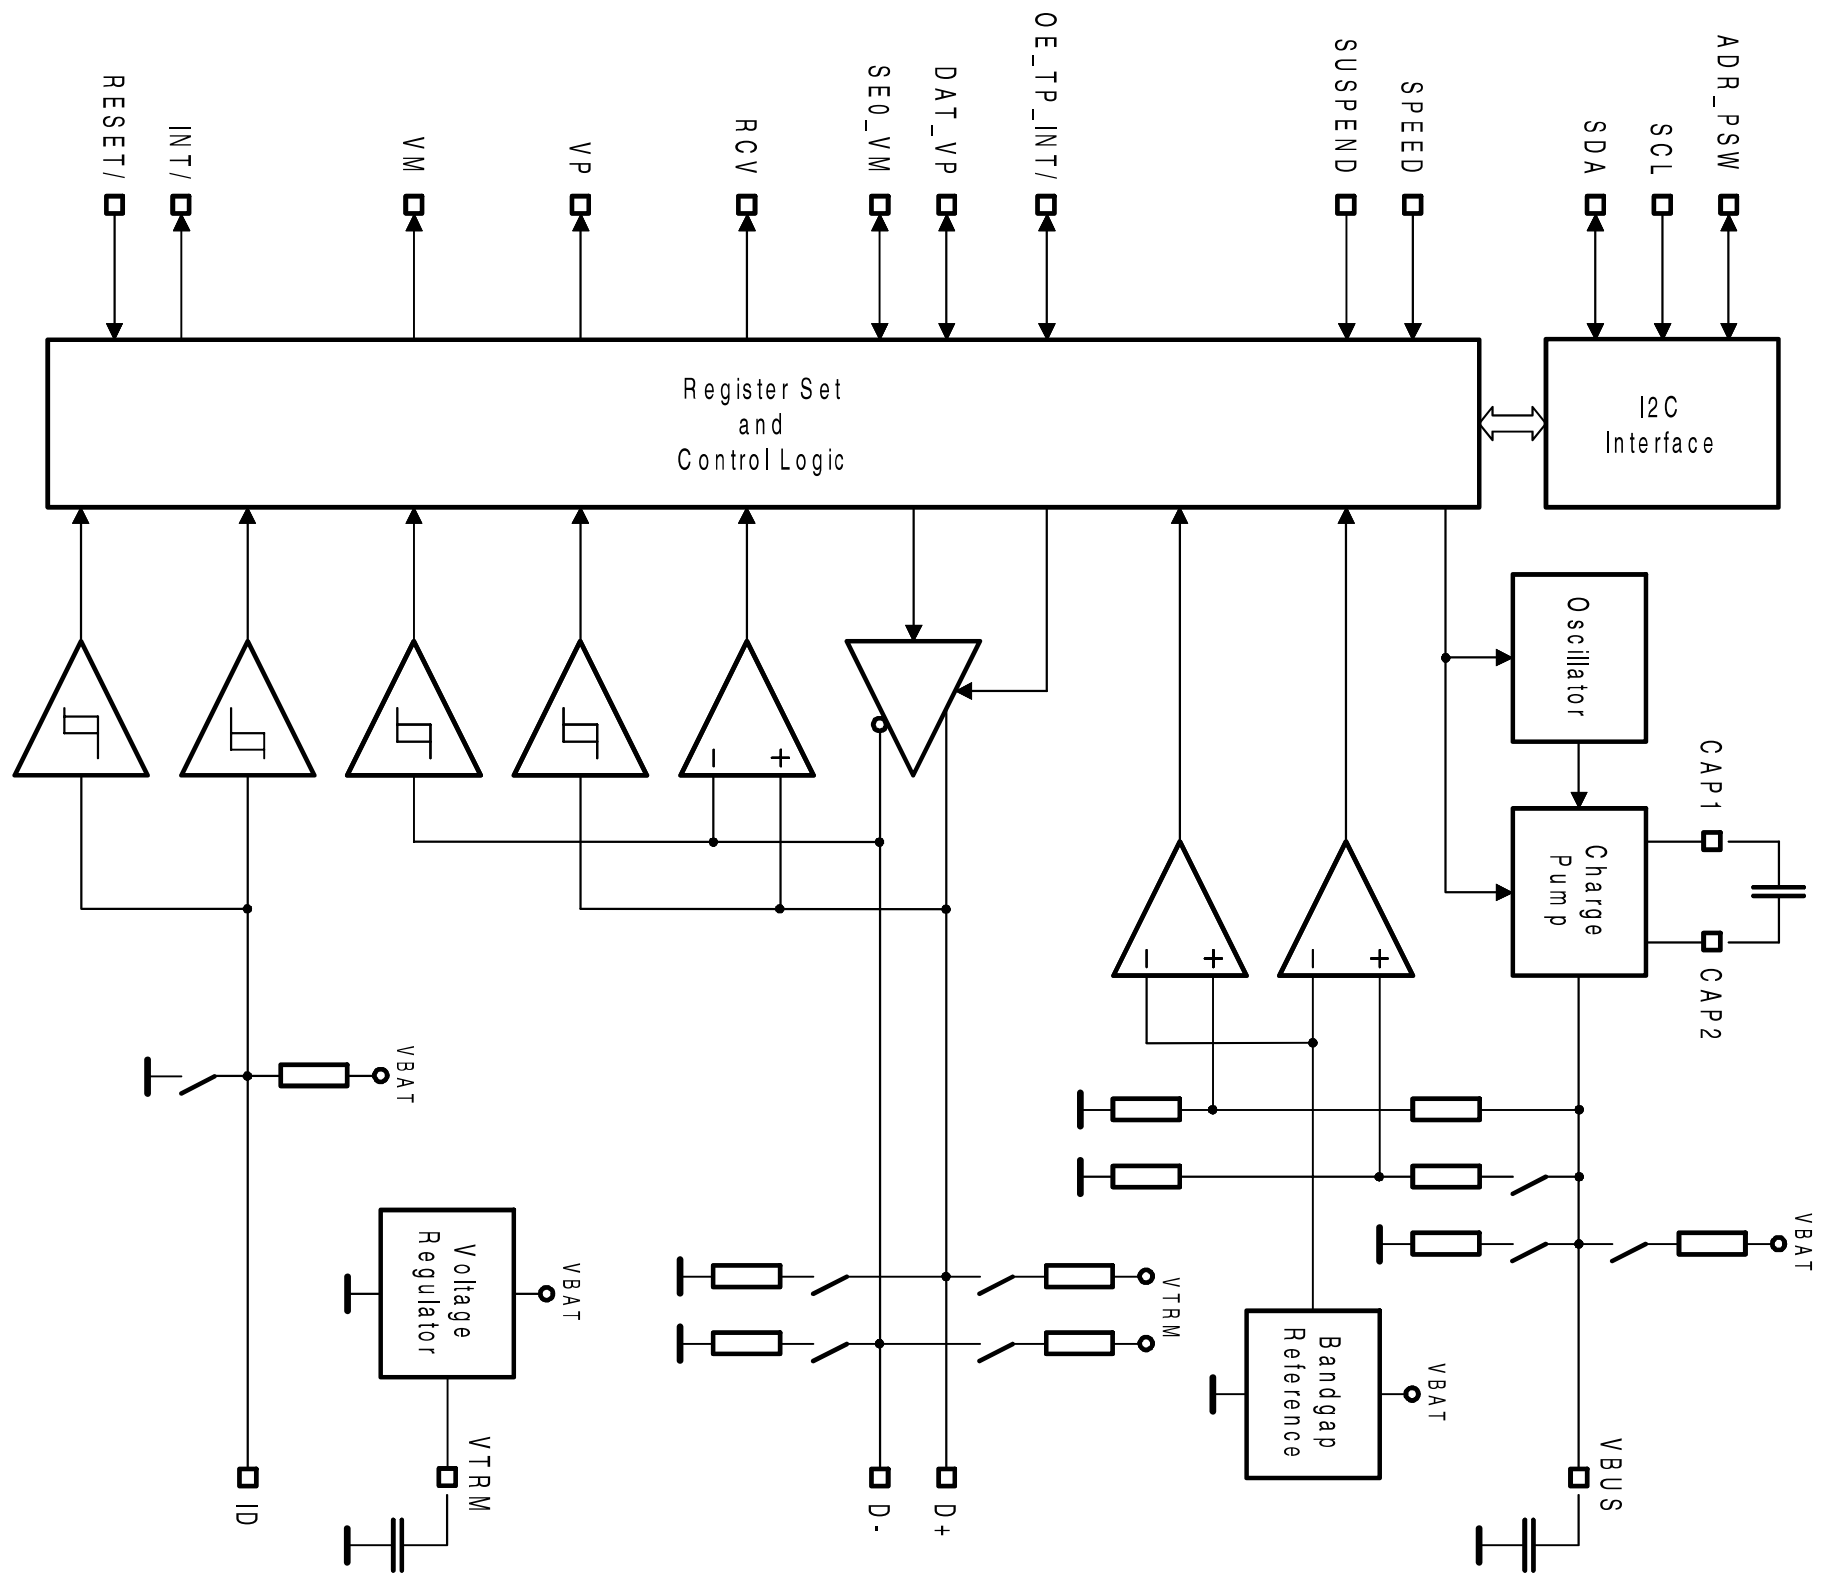 RESET/
INT/
VM
VP
RCV
SE0_VM
DAT_VP
OE_TP_INT/
SUSPEND
SPEED
SDA
SCL
ADR_PSW
Register Set
and
Control Logic
I2C
Interface
Oscillator
Charge
Pump
CAP1
CAP2
+
+
+
VBAT
Voltage
Regulator
VBAT
VTRM
VTRM
Bandgap
Reference
VBAT
VBAT
VBUS
ID
D-
D+